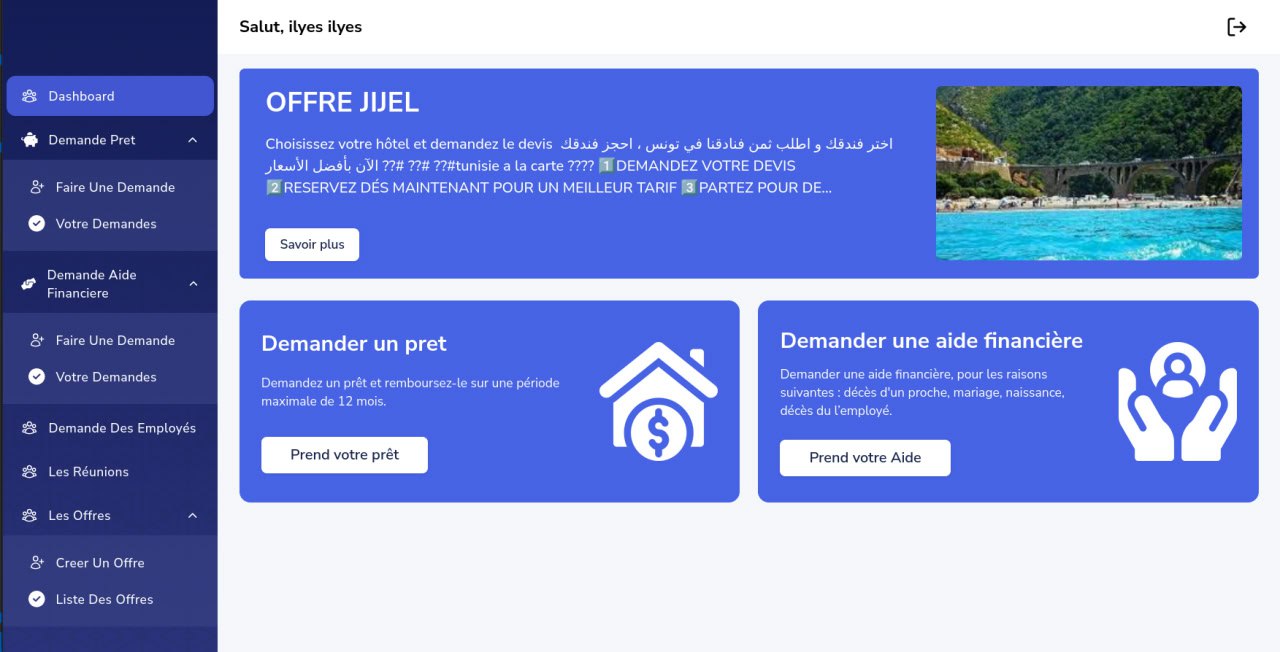 Salut, ilyes ilyes
Dashboard
Demande Pret
Faire Une Demande
Votre Demandes
Demande Aide
Financiere
Faire Une Demande
Votre Demandes
Demande Des Employés
Les Réunions
Les Offres
Creer Un Offre
Liste Des Offres
OFFRE JIJEL
Choisissez votre hôtel et demandez le devis اختر فندقك و اطلب ثمن فنادقنا في تونس ، احجز فندقك
الآن بأفضل الأسعار ??# ??# ??#tunisie a la carte ???? 1️⃣DEMANDEZ VOTRE DEVIS
2️⃣RESERVEZ DÉS MAINTENANT POUR UN MEILLEUR TARIF 3️⃣PARTEZ POUR DE...
Savoir plus
Demander un pret
Demandez un prêt et remboursez-le sur une période
maximale de 12 mois.
Prend votre prêt
Demander une aide financière
Demander une aide financière, pour les raisons
suivantes : décès d'un proche, mariage, naissance,
décès du l'employé.
Prend votre Aide